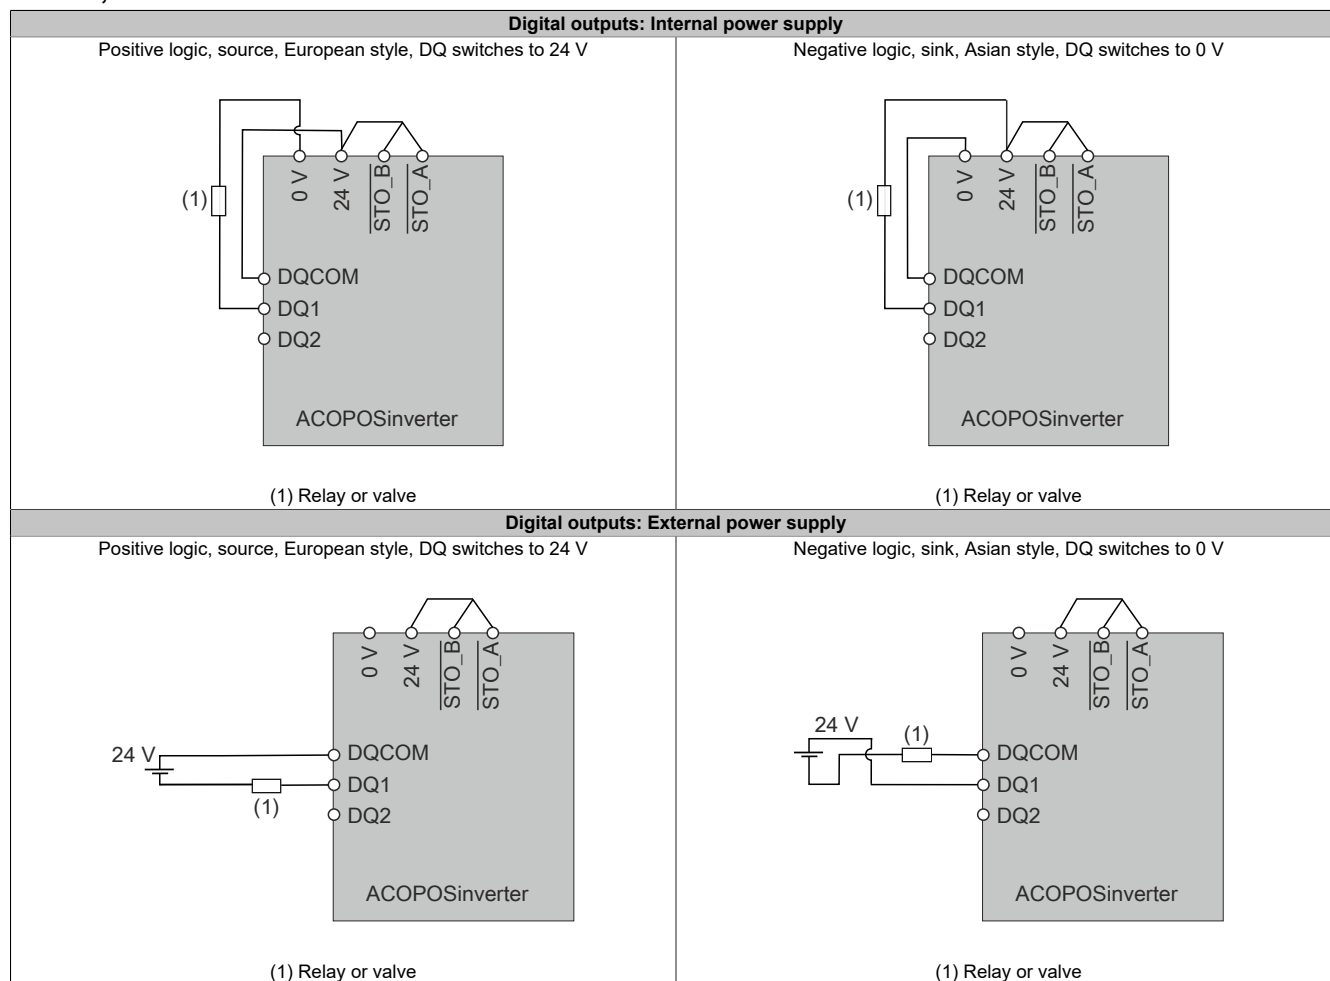 Digital outputs: Internal power supply
Positive logic, source, European style, DQ switches to 24 V
0 V
24 V
STO_B
STO_A
(1)
DQCOM
DQ1
DQ2
ACOPOSinverter
(1) Relay or valve
Negative logic, sink, Asian style, DQ switches to 0 V
0 V
24 V
STO_B
STO_A
(1)
DQCOM
DQ1
DQ2
ACOPOSinverter
(1) Relay or valve
Digital outputs: External power supply
Positive logic, source, European style, DQ switches to 24 V
0 V
24 V
STO_B
STO_A
24 V
DQCOM
DQ1
(1)
DQ2
ACOPOSinverter
(1) Relay or valve
Negative logic, sink, Asian style, DQ switches to 0 V
0 V
24 V
STO_B
STO_A
24 V
(1)
DQCOM
DQ1
DQ2
ACOPOSinverter
(1) Relay or valve